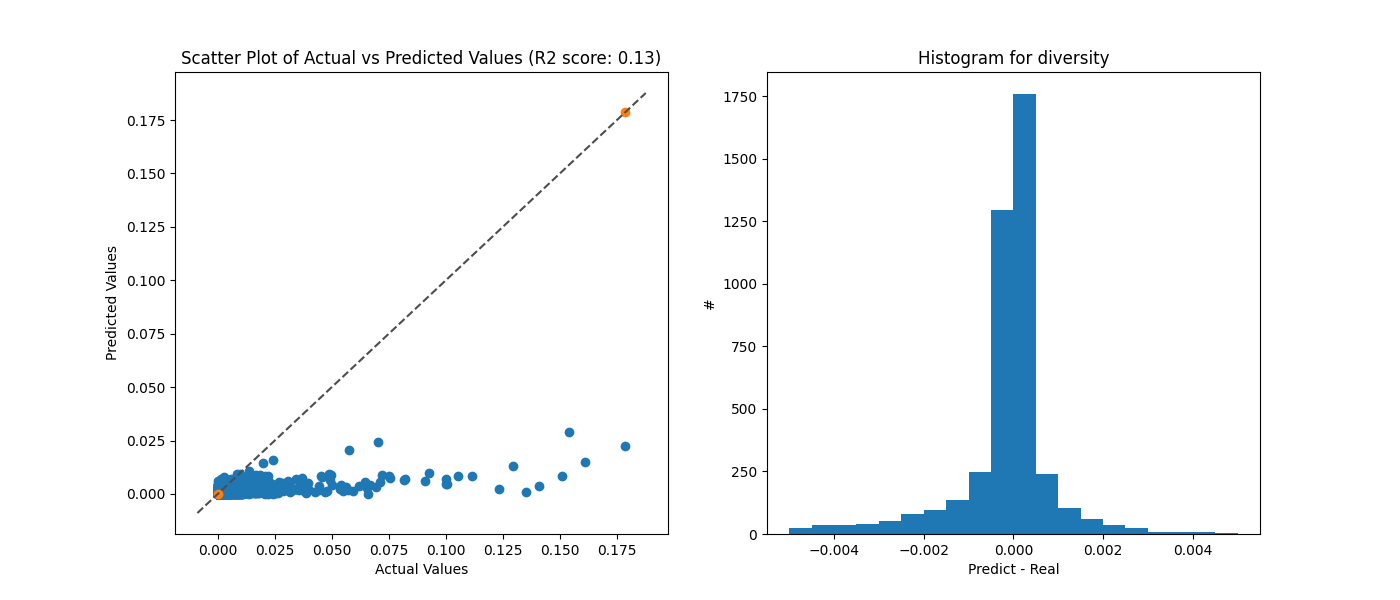 Scatter Plot of Actual vs Predicted Values (R2 score: 0.13)
0.175
0.150
0.125
0.100
0.075
0.050
0.025
0.000
Predicted Values
0.000 0.025 0.050 0.075 0.100 0.125 0.150 0.175
Actual Values
Histogram for diversity
1750
1500
1250
1000
750
500
250
0
#
−0.004 −0.002 0.000 0.002 0.004
Predict - Real